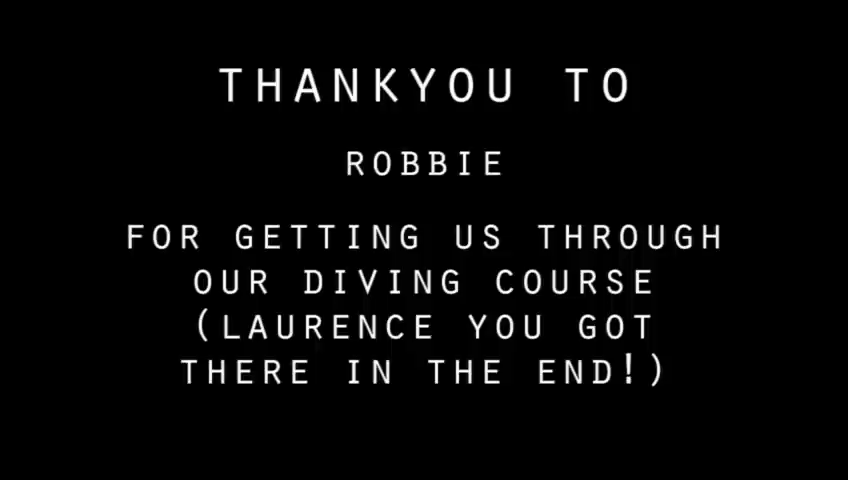 THANKYOU TO
ROBBIE
FOR GETTING US THROUGH
OUR DIVING COURSE
(LAURENCE YOU GOT
THERE IN THE END!)